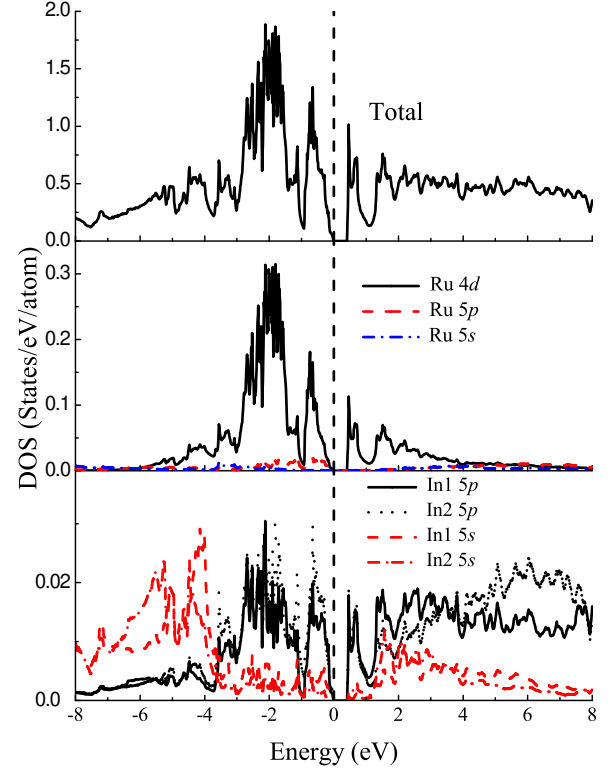 2.0
1.5
Total
1.0
0.5
0.0
0.3
Ru 4d
Ru 5p
0.2
Ru 5s
0.1
DOS (States/eV/atom)
0.0
In1 5p
In2 5p
In1 5s
0.02
In2 5s
0.0
-8 -6 -4 -2 0 2 4 6 8
Energy (eV)